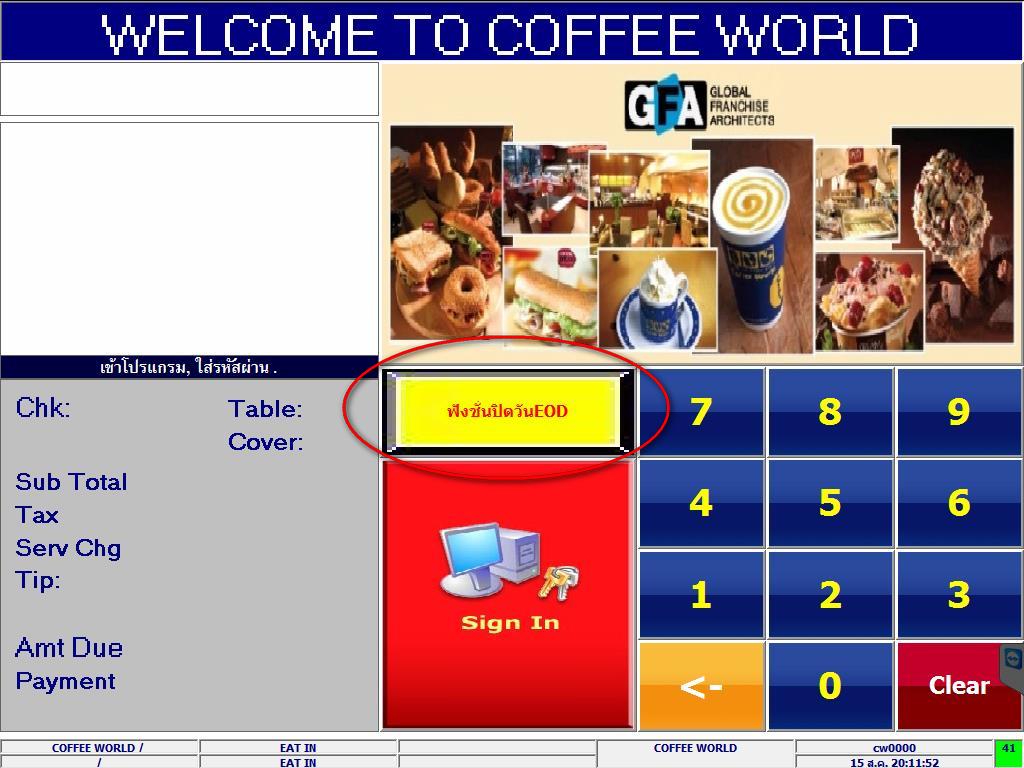 WELCOME TO COFFEE WORLD
GFA GLOBAL
FRANCHISE
ARCHITECTS
เข้าโปรแกรม, ใส่รหัสผ่าน .
Chk:
Table:
Cover:
Sub Total
Tax
Serv Chg
Tip:
Amt Due
Payment
ฟังชั่นปิดวันEOD
Sign In
7 8 9
4 5 6
1 2 3
<- 0 Clear
COFFEE WORLD / EAT IN COFFEE WORLD cw0000 41
/ EAT IN 15 ส.ค. 20:11:52